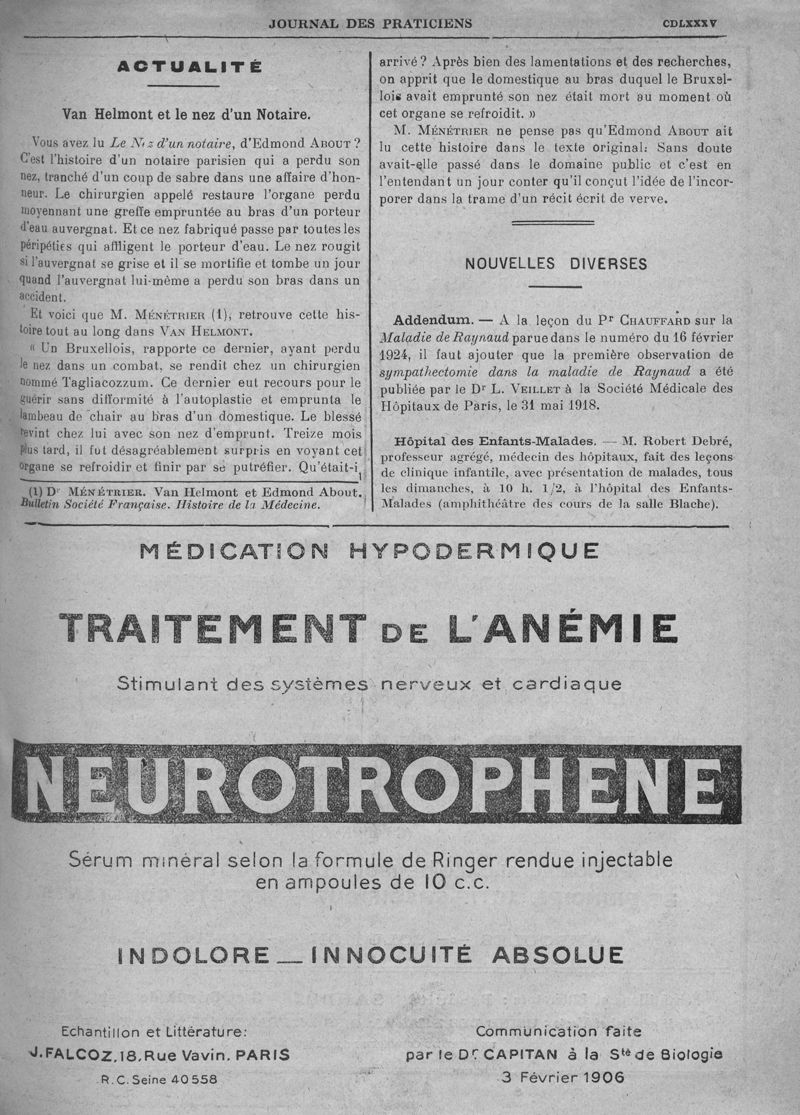 JOURNAL DES PRATICIENS
CDLXXXV
ACTUALITÉ
Van Helmont et le nez d'un Notaire.
Vous avez lu Le Nez d'un notaire, d'Edmond ABOUT ?
C'est l'histoire d'un notaire parisien qui a perdu son
nez, tranché d'un coup de sabre dans une affaire d'hon-
neur. Le chirurgien appelé restaure l'organe perdu
moyennant une greffe empruntée au bras d'un porteur
d'eau auvergnat. Et ce nez fabriqué passe par toutes les
péripéties qui affligent le porteur d'eau. Le nez rougit
si l'auvergnat se grise et il se mortifie et tombe un jour
quand l'auvergnat lui-même a perdu son bras dans un
accident.
Et voici que M. MÉNÉTRIER (1), retrouve cette his-
toire tout au long dans VAN HELMONT.
« Un Bruxellois, rapporte ce dernier, ayant perdu
le nez dans un combat, se rendit chez un chirurgien
nommé Tagliacozzum. Ce dernier eut recours pour le
guérir sans difformité à l'autoplastie et emprunta le
lambeau de chair au bras d'un domestique. Le blessé
revint chez lui avec son nez d'emprunt. Treize mois
plus tard, il fut désagréablement surpris en voyant cet
organe se refroidir et finir par se putréfier. Qu'était-il
(1) Dr MÉNÉTRIER. Van Helmont et Edmond About.
Bulletin Société Française. Histoire de la Médecine.
arrivé ? Après bien des lamentations et des recherches,
on apprit que le domestique au bras duquel le Bruxel-
lois avait emprunté son nez était mort au moment où
cet organe se refroidit. »
M. MÉNÉTRIER ne pense pas qu'Edmond ABOUT ait
lu cette histoire dans le texte original: Sans doute
avait-elle passé dans le domaine public et c'est en
l'entendant un jour conter qu'il conçut l'idée de l'incor-
porer dans la trame d'un récit écrit de verve.
NOUVELLES DIVERSES
Addendum. — A la leçon du Pr CHAUFFARD sur la
Maladie de Raynaud parue dans le numéro du 16 février
1924, il faut ajouter que la première observation de
sympathectomie dans la maladie de Raynaud a été
publiée par le Dr L. VEILLET à la Société Médicale des
Hôpitaux de Paris, le 31 mai 1918.
Hôpital des Enfants-Malades. — M. Robert Debré,
professeur agrégé, médecin des hôpitaux, fait des leçons
de clinique infantile, avec présentation de malades, tous
les dimanches, à 10 h. 1/2, à l'hôpital des Enfants-
Malades (amphithéâtre des cours de la salle Blache).
MÉDICATION HYPODERMIQUE
TRAITEMENT DE L'ANÉMIE
Stimulant des systèmes nerveux et cardiaque
NEUROTROPHENE
Sérum minéral selon la formule de Ringer rendue injectable
en ampoules de 10 c.c.
INDOLORE — INNOCUITÉ ABSOLUE
Echantillon et Littérature:
J. FALCOZ, 18, Rue Vavin. PARIS
R.C. Seine 40558
Communication faite
par le Dr CAPITAN à la Sté de Biologie
3 Février 1906